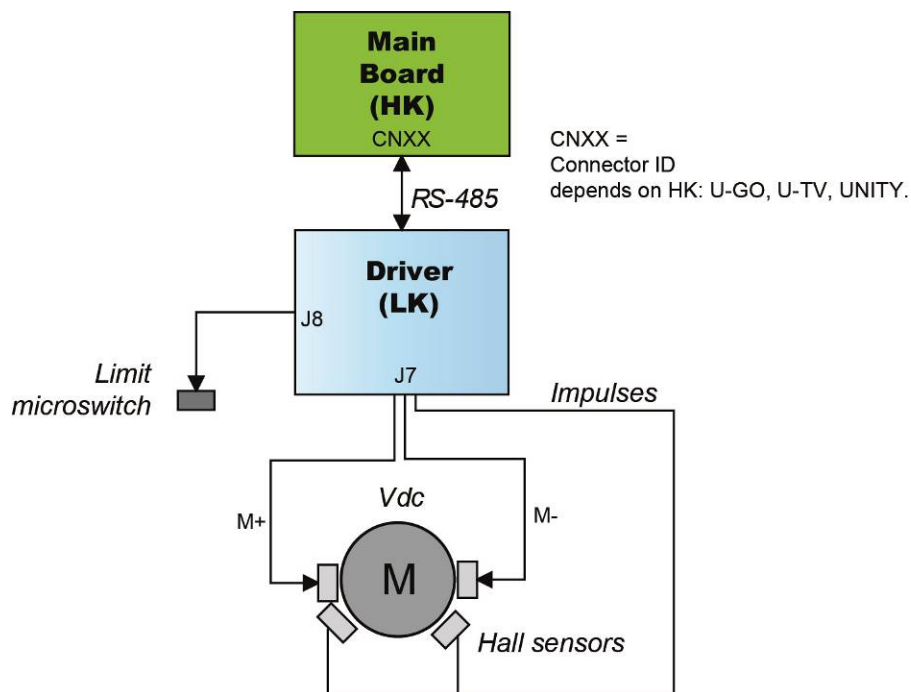 Main
Board
(HK)
CNXX
CNXX =
Connector ID
depends on HK: U-GO, U-TV, UNITY.
RS-485
Driver
(LK)
J8
J7
Limit
microswitch
Impulses
Vdc
M+
M-
M
Hall sensors